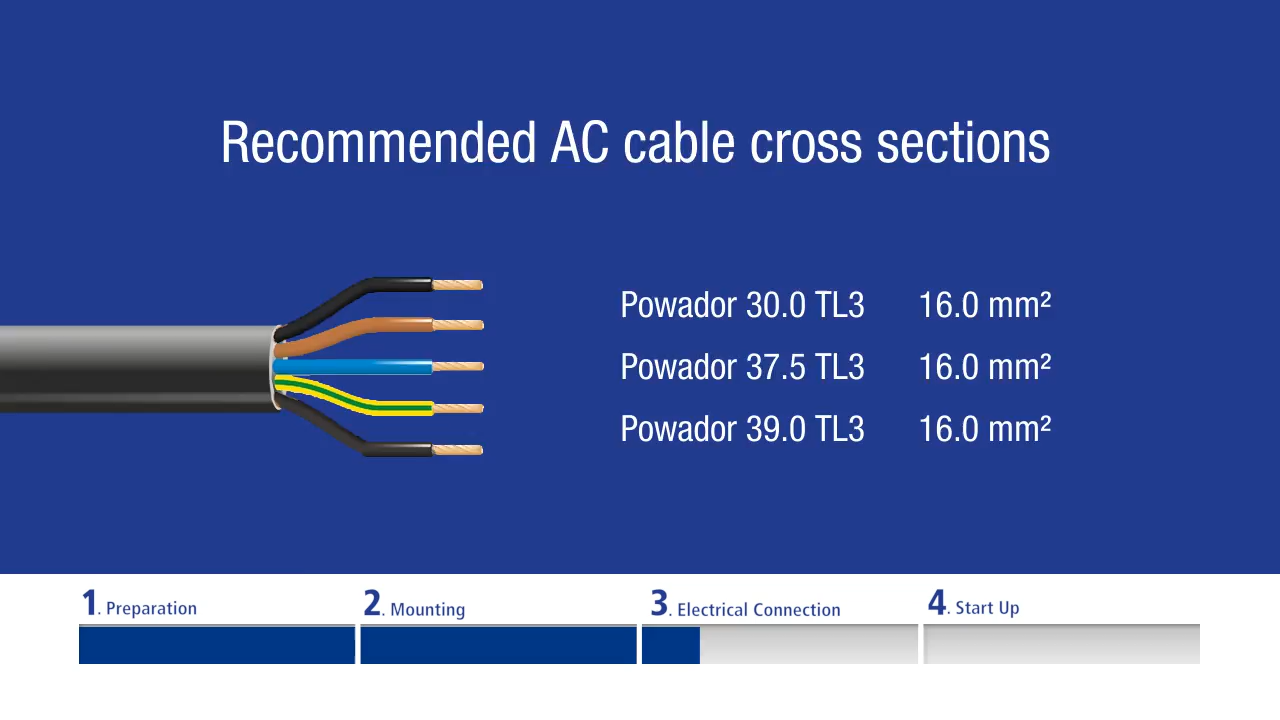 Recommended AC cable cross sections
Powador 30.0 TL3 16.0 mm²
Powador 37.5 TL3 16.0 mm²
Powador 39.0 TL3 16.0 mm²
1. Preparation 2. Mounting 3. Electrical Connection 4. Start Up